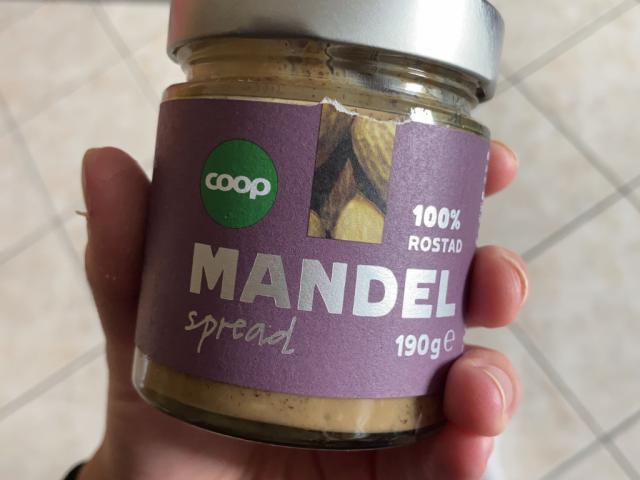 coop
100%
ROSTAD
MANDEL
spread
190g e